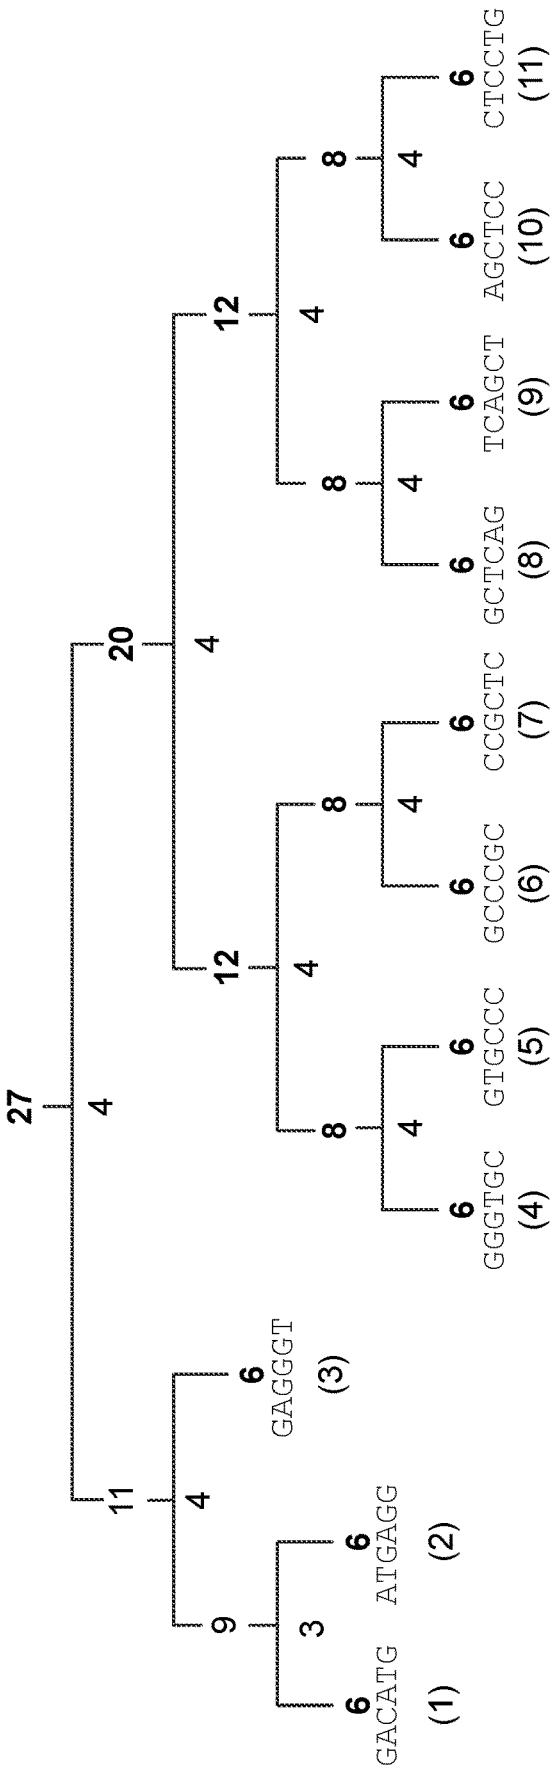 27
4
11 20
4 4
9 6 12 12
GAGGGT
3 4 4
(3) 8 8 8 8
6 6
GACATG ATGAGG 4 4 4 4
(1) (2)
6 6 6 6 6 6 6 6
GGGTGC GTGCCC GCCCGC CCGCTC GCTCAG TCAGCT AGCTCC CTCCTG
(4) (5) (6) (7) (8) (9) (10) (11)